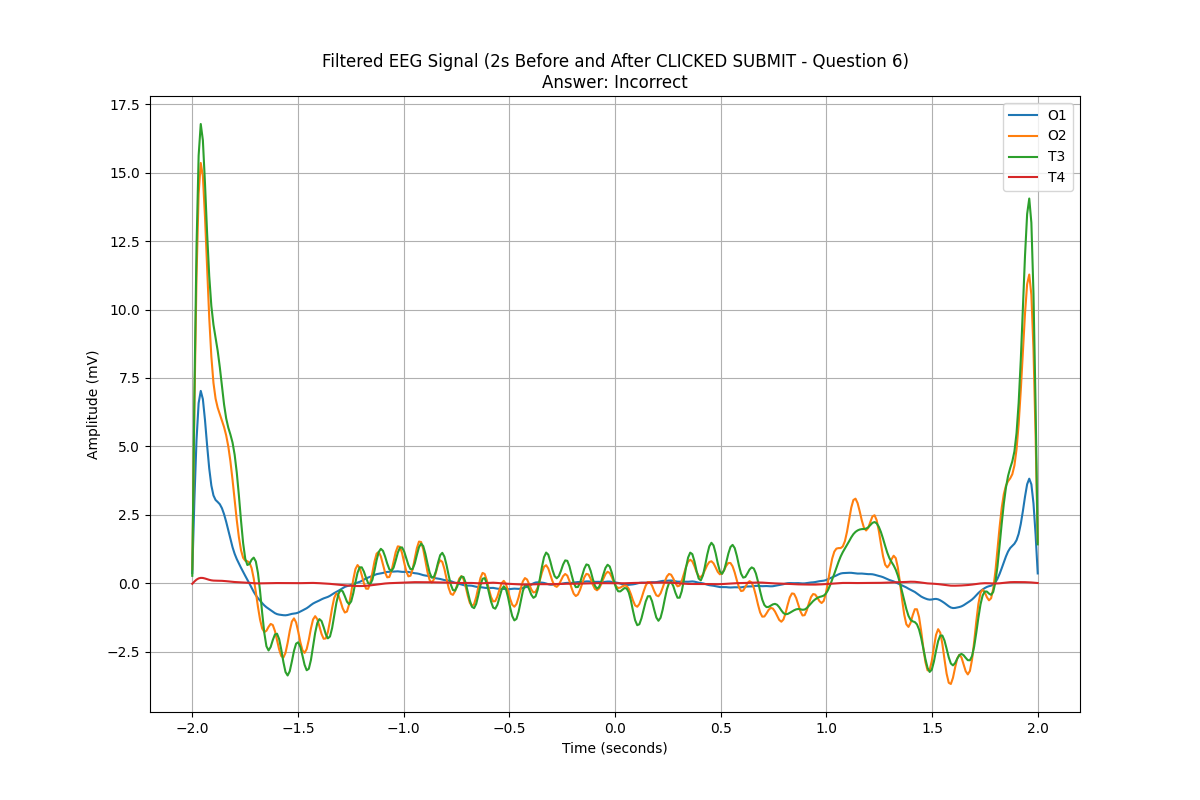 Filtered EEG Signal (2s Before and After CLICKED SUBMIT - Question 6)
Answer: Incorrect
17.5
15.0
12.5
10.0
7.5
5.0
2.5
0.0
−2.5
Amplitude (mV)
O1
O2
T3
T4
−2.0
−1.5
−1.0
−0.5
0.0
0.5
1.0
1.5
2.0
Time (seconds)